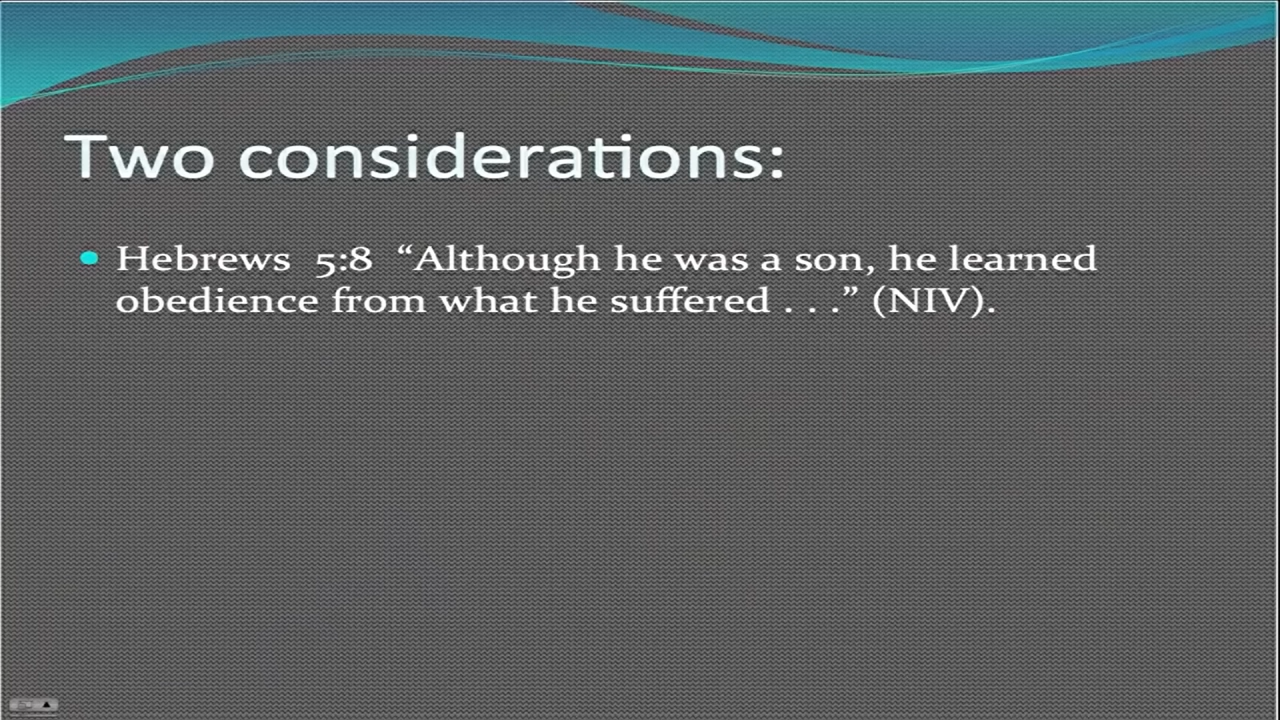 Two considerations:
• Hebrews  5:8  “Although he was a son, he learned
obedience from what he suffered . . .” (NIV).